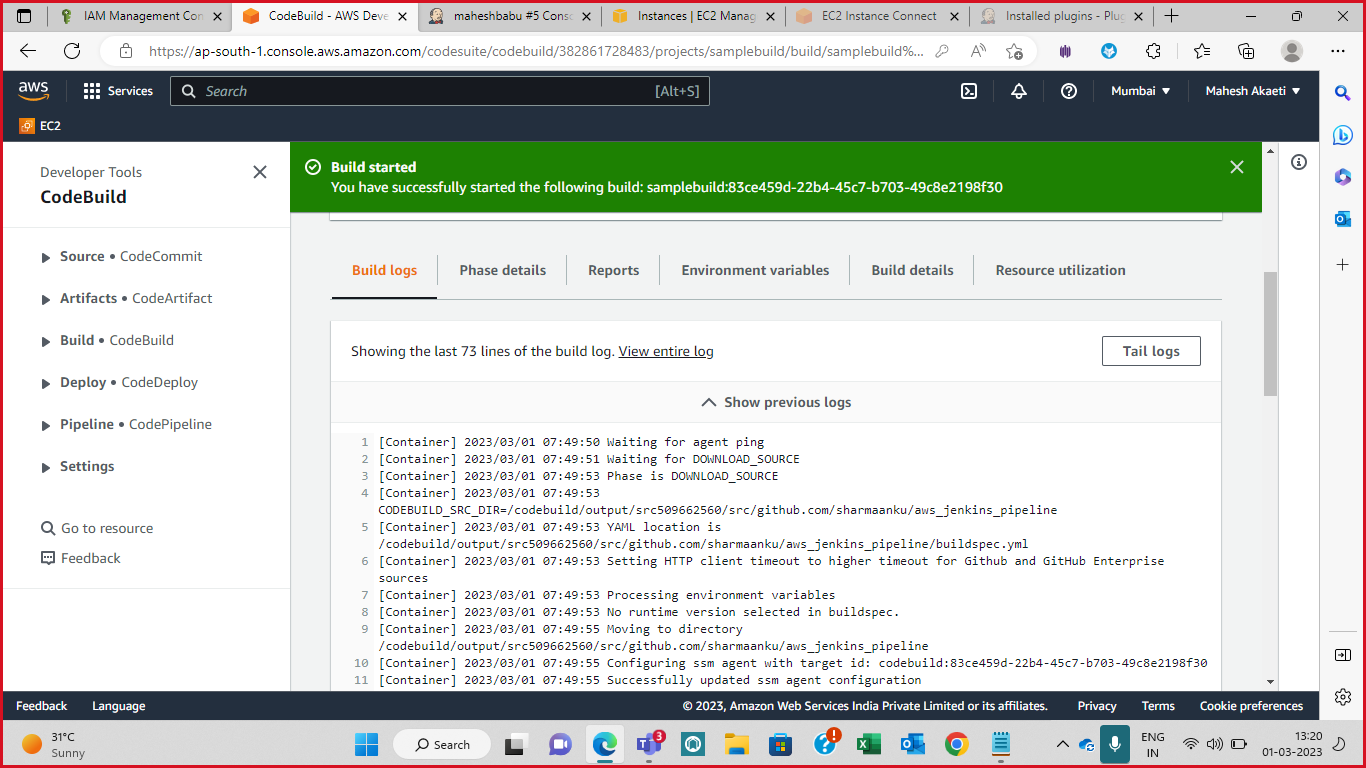 IAM Management Con
CodeBuild - AWS Deve
maheshbabu #5 Conso
Instances | EC2 Manag
EC2 Instance Connect
Installed plugins - Plug
https://ap-south-1.console.aws.amazon.com/codesuite/codebuild/382861728483/projects/samplebuild/build/samplebuild%...
aws
Services
Search
[Alt+S]
Mumbai
Mahesh Akaeti
EC2
Developer Tools
CodeBuild
Source • CodeCommit
Artifacts • CodeArtifact
Build • CodeBuild
Deploy • CodeDeploy
Pipeline • CodePipeline
Settings
Go to resource
Feedback
Build started
You have successfully started the following build: samplebuild:83ce459d-22b4-45c7-b703-49c8e2198f30
Build logs
Phase details
Reports
Environment variables
Build details
Resource utilization
Showing the last 73 lines of the build log. View entire log
Tail logs
Show previous logs
1 [Container] 2023/03/01 07:49:50 Waiting for agent ping
2 [Container] 2023/03/01 07:49:51 Waiting for DOWNLOAD_SOURCE
3 [Container] 2023/03/01 07:49:53 Phase is DOWNLOAD_SOURCE
4 [Container] 2023/03/01 07:49:53
CODEBUILD_SRC_DIR=/codebuild/output/src509662560/src/github.com/sharmaanku/aws_jenkins_pipeline
5 [Container] 2023/03/01 07:49:53 YAML location is
/codebuild/output/src509662560/src/github.com/sharmaanku/aws_jenkins_pipeline/buildspec.yml
6 [Container] 2023/03/01 07:49:53 Setting HTTP client timeout to higher timeout for Github and GitHub Enterprise
sources
7 [Container] 2023/03/01 07:49:53 Processing environment variables
8 [Container] 2023/03/01 07:49:53 No runtime version selected in buildspec.
9 [Container] 2023/03/01 07:49:55 Moving to directory
/codebuild/output/src509662560/src/github.com/sharmaanku/aws_jenkins_pipeline
10 [Container] 2023/03/01 07:49:55 Configuring ssm agent with target id: codebuild:83ce459d-22b4-45c7-b703-49c8e2198f30
11 [Container] 2023/03/01 07:49:55 Successfully updated ssm agent configuration
Feedback
Language
© 2023, Amazon Web Services India Private Limited or its affiliates.
Privacy
Terms
Cookie preferences
31°C
Sunny
Search
3
ENG
IN
13:20
01-03-2023